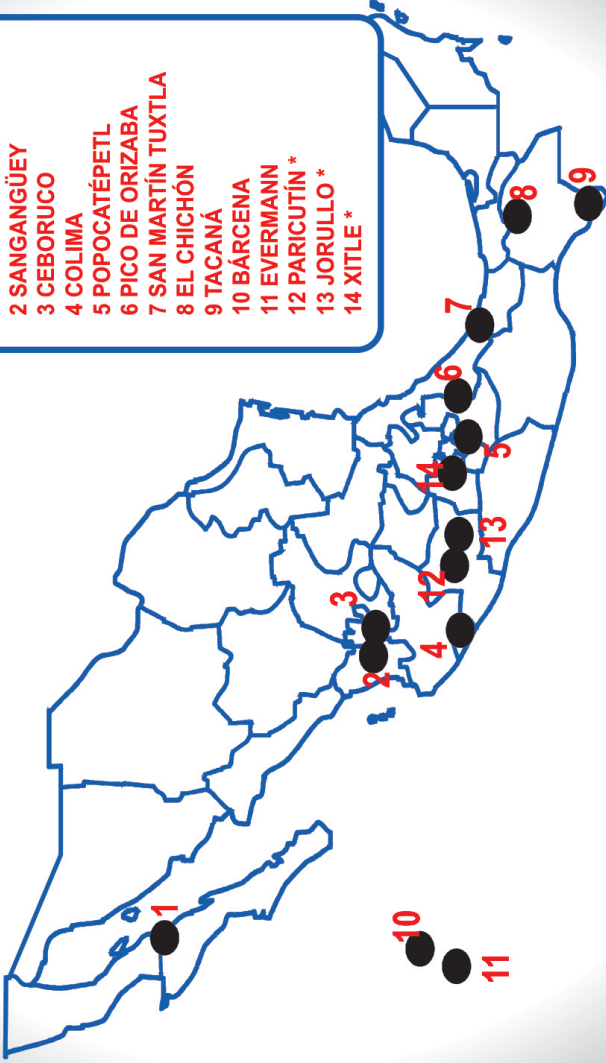 2 SANGANGÜEY
3 CEBORUCO
4 COLIMA
5 POPOCATÉPETL
6 PICO DE ORIZABA
7 SAN MARTÍN TUXTLA
8 EL CHICHÓN
9 TACANÁ
10 BÁRCENA
11 EVERMANN
12 PARICUTÍN *
13 JORULLO *
14 XITLE *
1
2
3
4
12
13
14
5
6
7
8
9
10
11